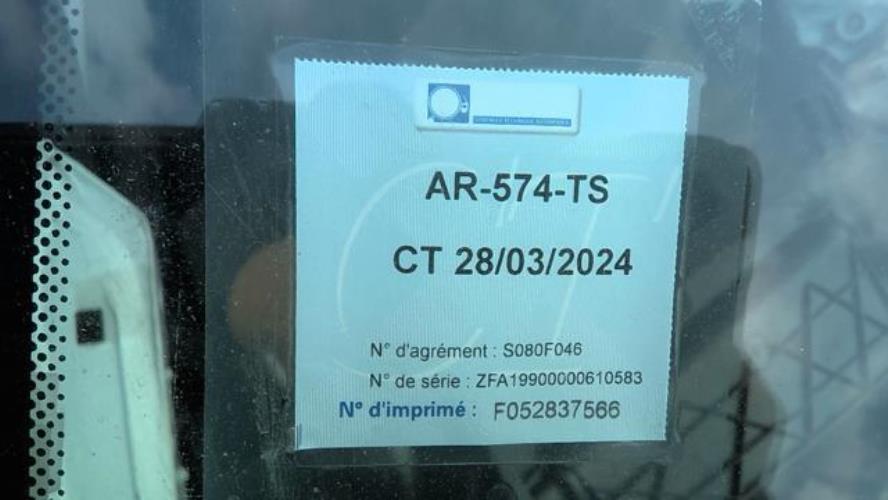 AR-574-TS
CT 28/03/2024
N° d'agrément : S080F046
N° de série : ZFA19900000610583
N° d'imprimé : F052837566